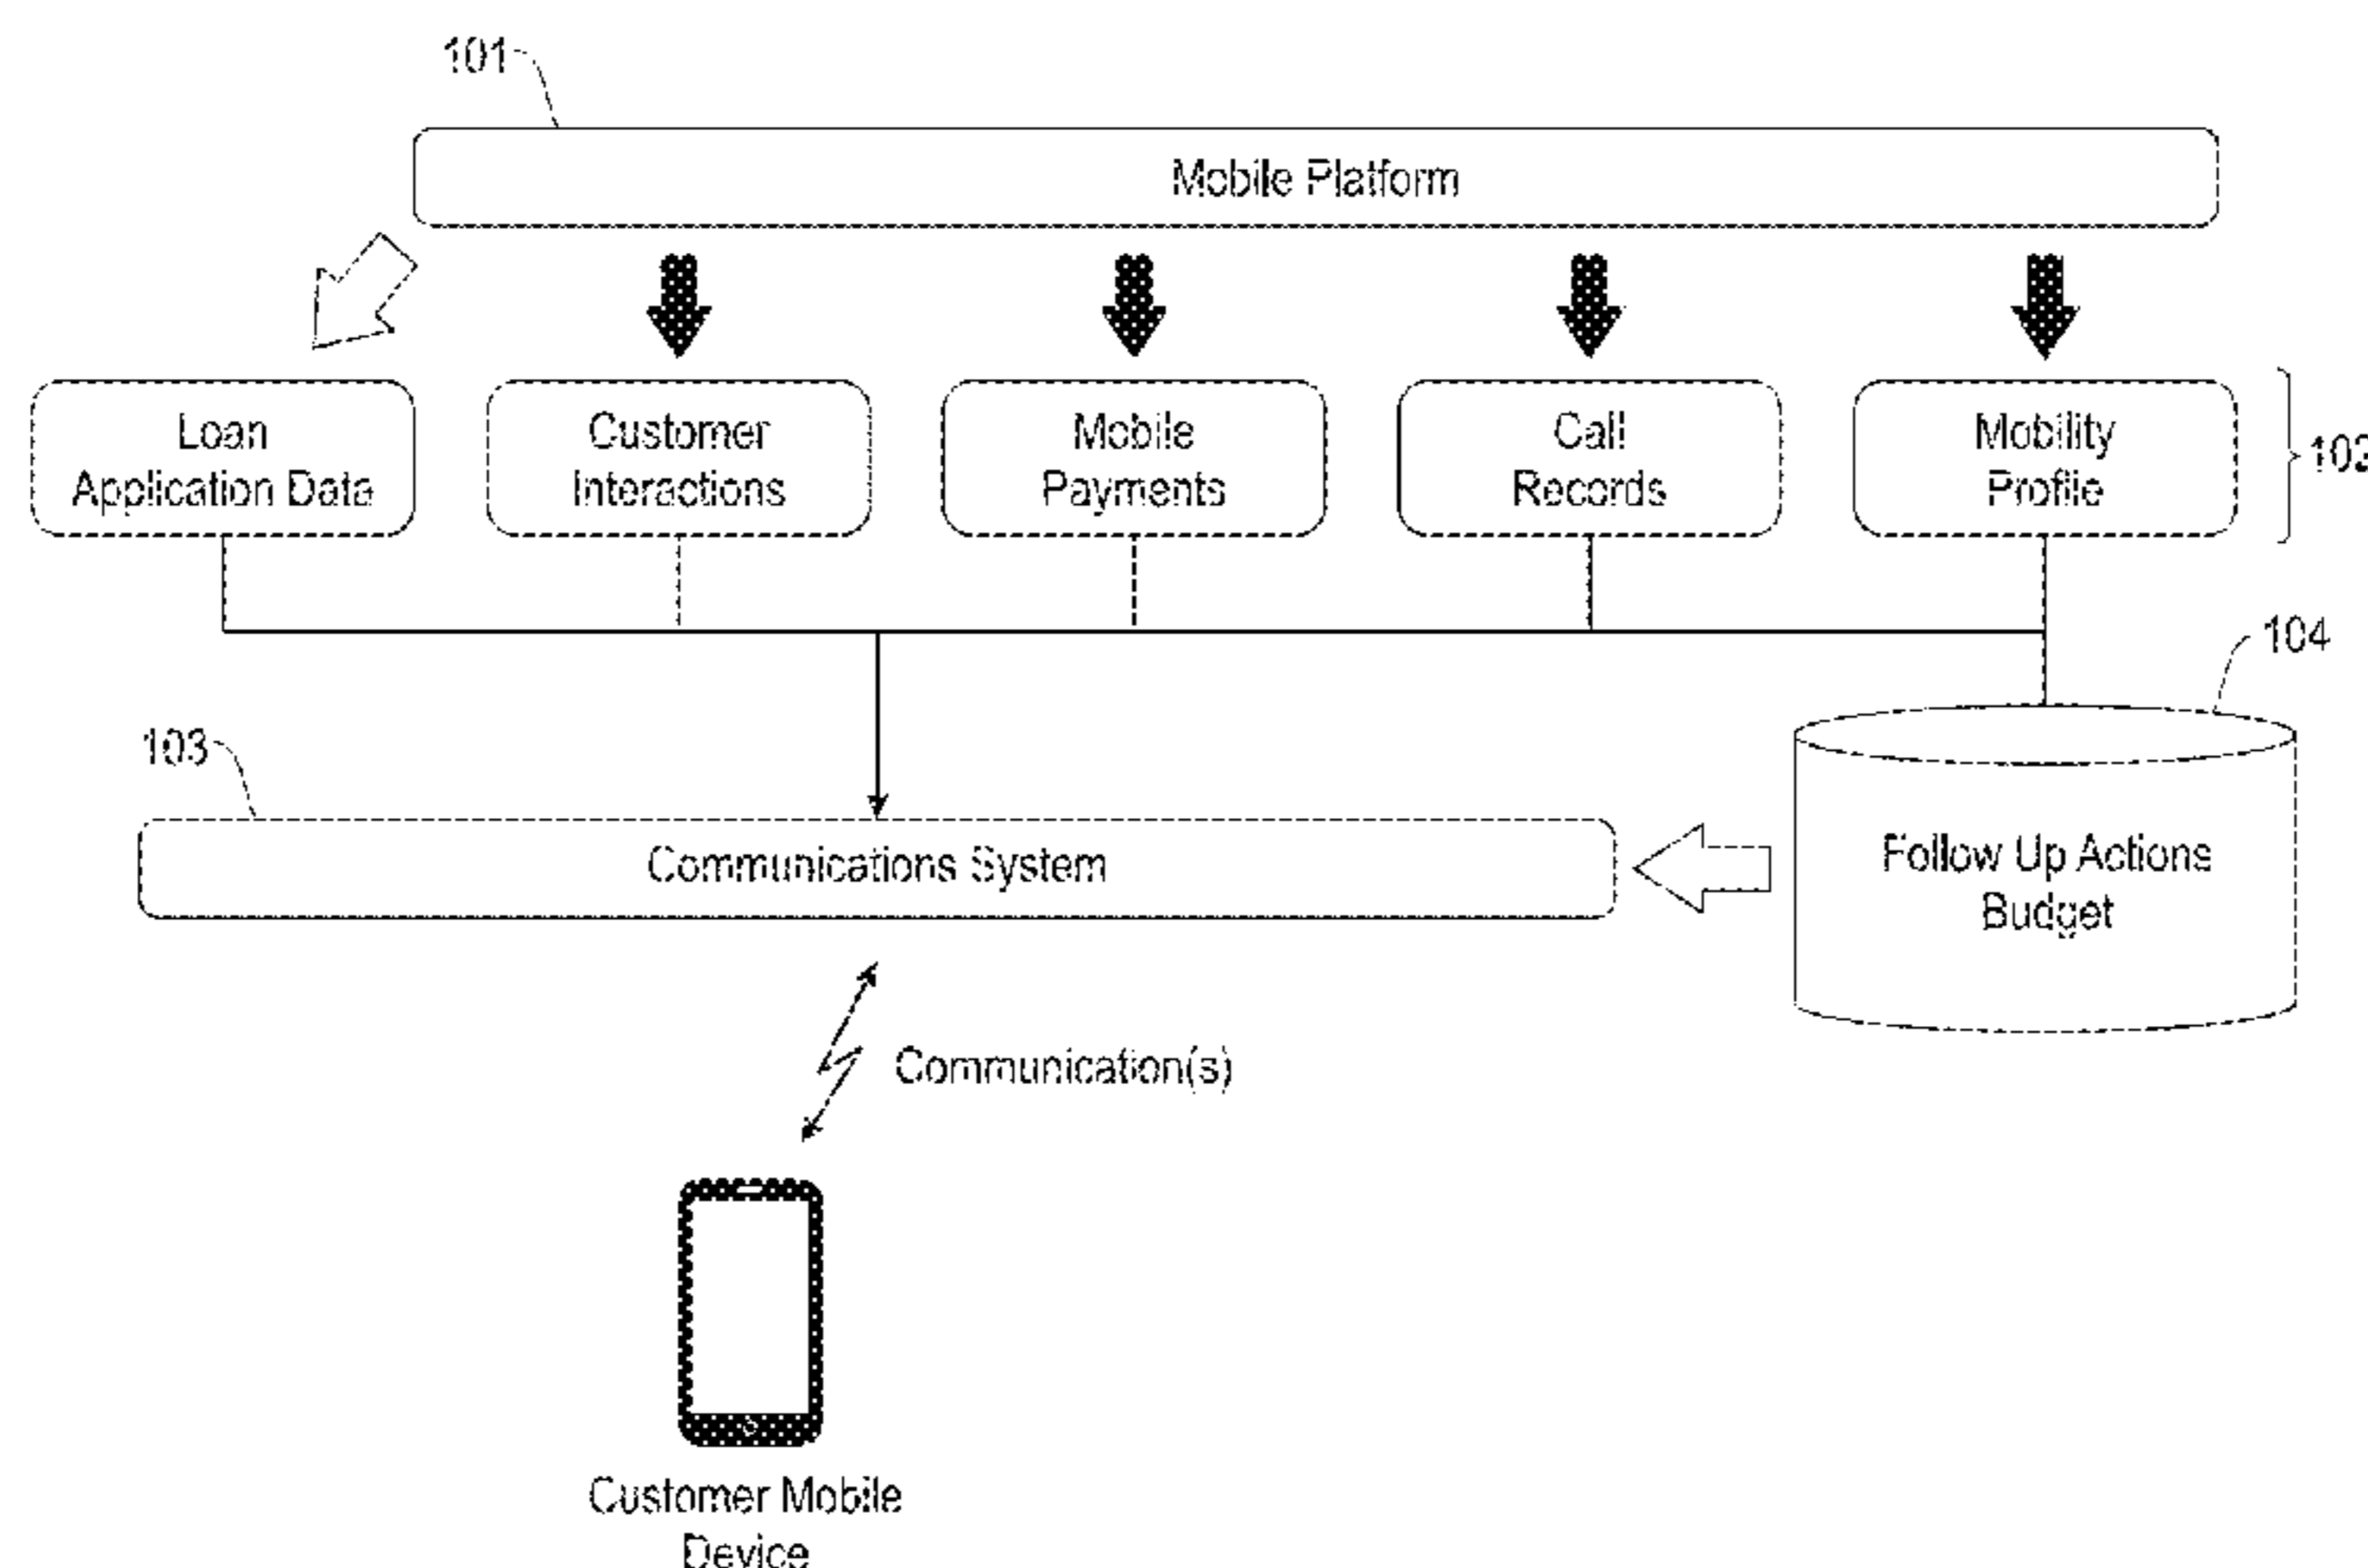 101
Mobile Platform
Loan
Application Data
Customer
Interactions
Mobile
Payments
Call
Records
Mobility
Profile
102
104
103
Communications System
Follow Up Actions
Budget
Communication(s)
Customer Mobile
Device